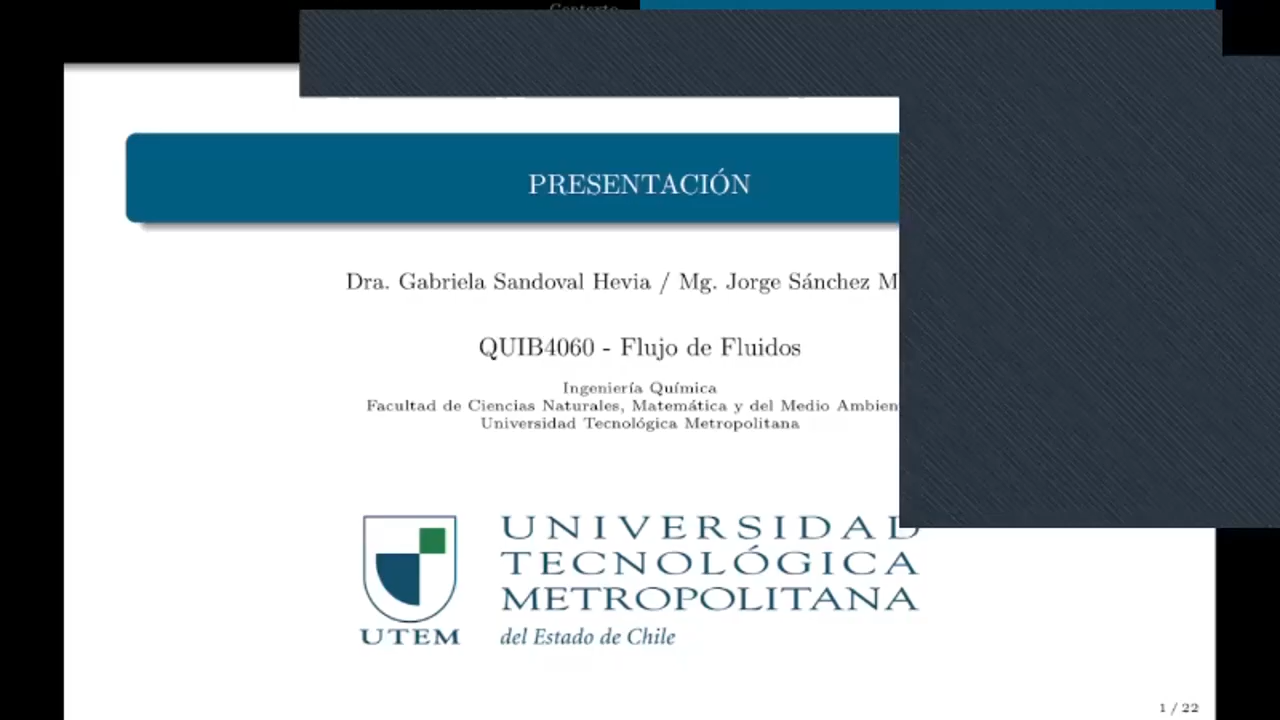 PRESENTACIÓN
Dra. Gabriela Sandoval Hevia / Mg. Jorge Sánchez M
QUIB4060 - Flujo de Fluidos
Ingeniería Química
Facultad de Ciencias Naturales, Matemática y del Medio
Universidad Tecnológica Metropolitana
UNIVERSIDAD
TECNOLÓGICA
METROPOLITANA
UTEM
del Estado de Chile
1 / 22